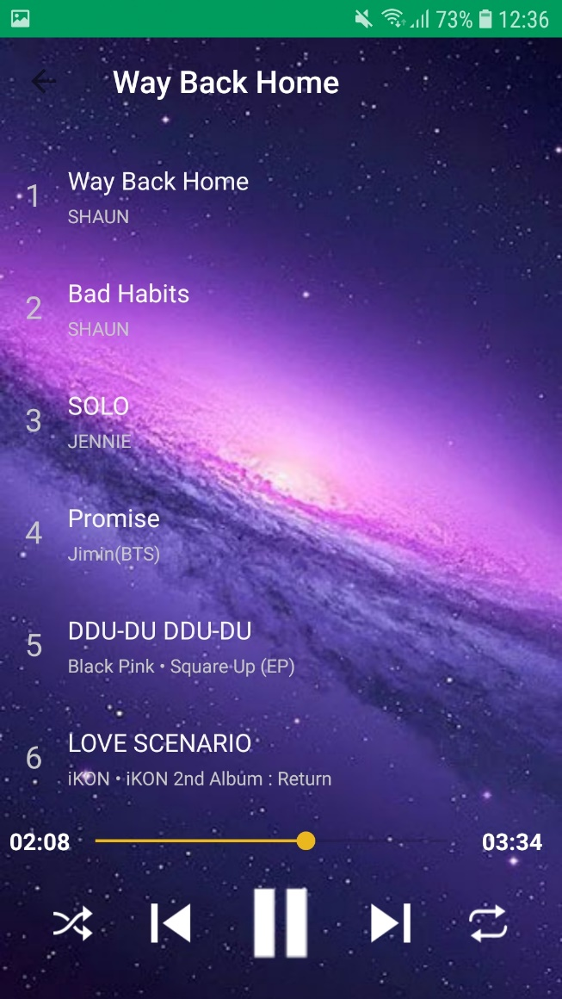 73% 12:36
Way Back Home
1
Way Back Home
SHAUN
2
Bad Habits
SHAUN
3
SOLO
JENNIE
4
Promise
Jimin(BTS)
5
DDU-DU DDU-DU
Black Pink • Square Up (EP)
6
LOVE SCENARIO
iKON • iKON 2nd Album : Return
02:08 03:34